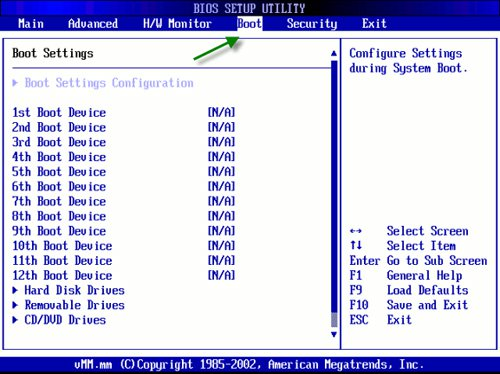 BIOS SETUP UTILITY
Main Advanced H/W Monitor Boot Security Exit
Boot Settings
Boot Settings Configuration
1st Boot Device [N/A]
2nd Boot Device [N/A]
3rd Boot Device [N/A]
4th Boot Device [N/A]
5th Boot Device [N/A]
6th Boot Device [N/A]
7th Boot Device [N/A]
8th Boot Device [N/A]
9th Boot Device [N/A]
10th Boot Device [N/A]
11th Boot Device [N/A]
12th Boot Device [N/A]
Hard Disk Drives
Removable Drives
CD/DVD Drives
Configure Settings
during System Boot.
↔ Select Screen
↑↓ Select Item
Enter Go to Sub Screen
F1 General Help
F9 Load Defaults
F10 Save and Exit
ESC Exit
vMM.mm (C)Copyright 1985-2002, American Megatrends, Inc.